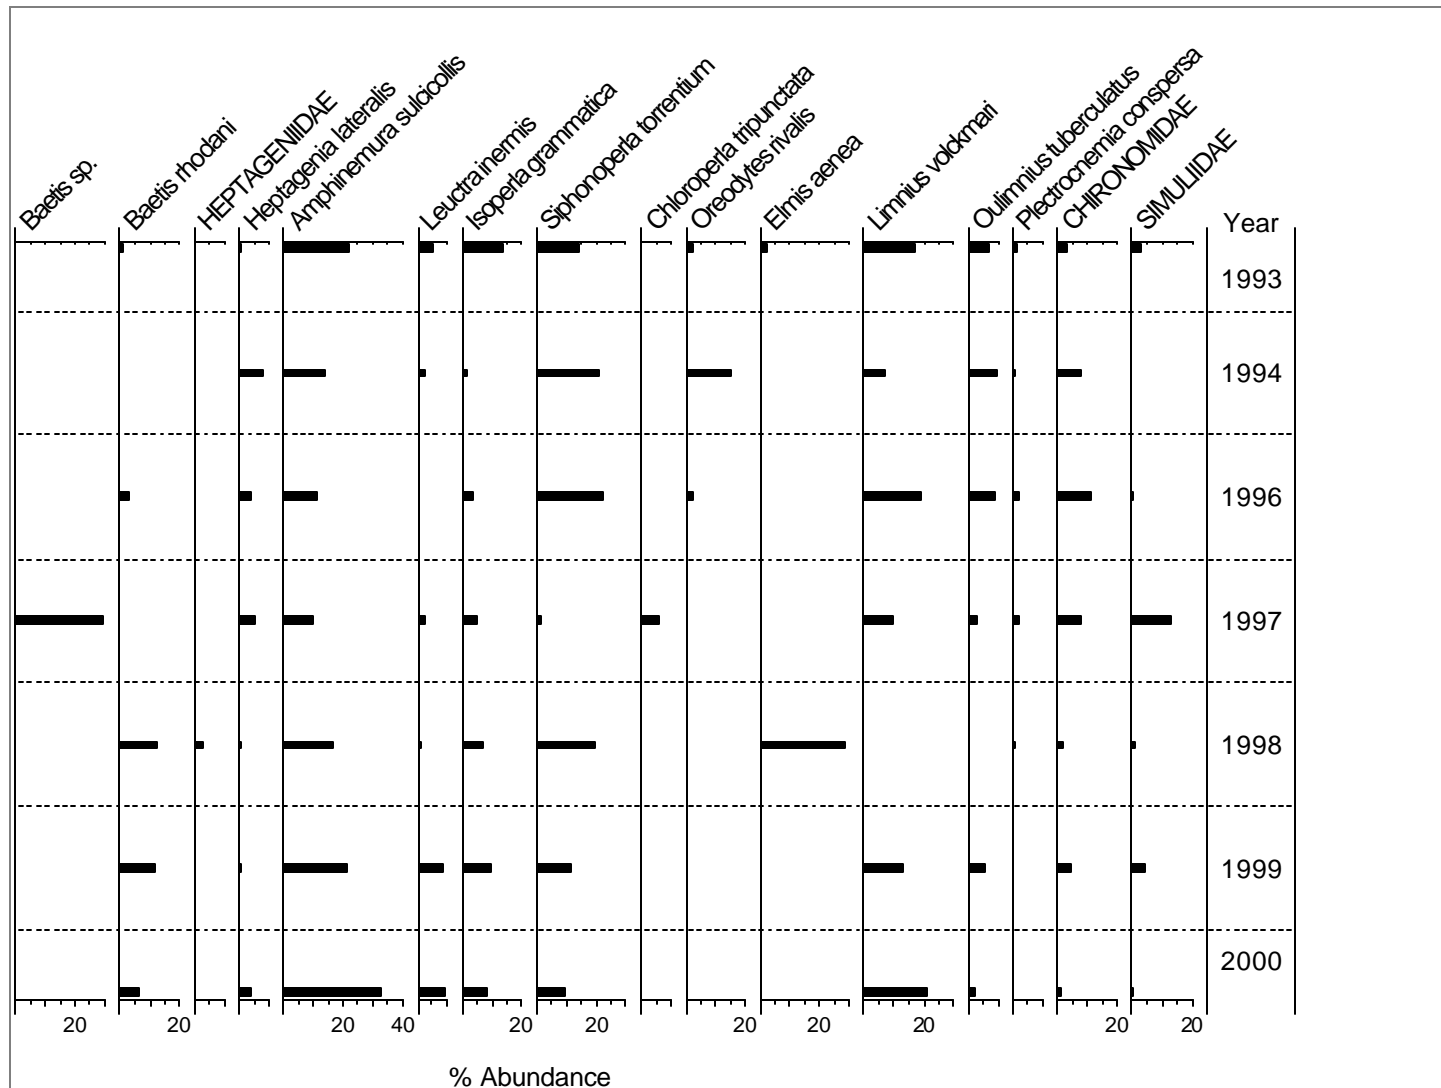 Baetis sp.
Baetis rhodani
HEPTAGENIIDAE
Heptagenia lateralis
Amphinemura sulcicollis
Leuctra inermis
Isoperla grammatica
Siphonoperla torrentium
Chloroperla tripunctata
Oreodytes rivalis
Elmis aenea
Limnius volckmari
Oulimnius tuberculatus
Plectrocnemia conspersa
CHIRONOMIDAE
SIMULIIDAE
Year
1993
1994
1996
1997
1998
1999
2000
20 20 20 40 20 20 20 20 20 20 20
% Abundance